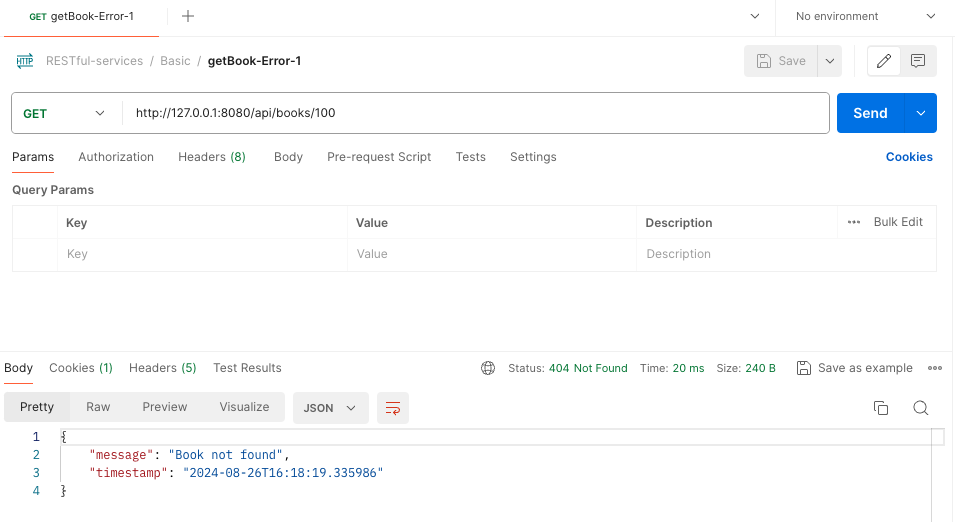 GET getBook-Error-1 No environment
HTTP RESTful-services / Basic / getBook-Error-1 Save
GET http://127.0.0.1:8080/api/books/100 Send
Params Authorization Headers (8) Body Pre-request Script Tests Settings Cookies
Query Params
Key Value Description Bulk Edit
Key Value Description
Body Cookies (1) Headers (5) Test Results Status: 404 Not Found Time: 20 ms Size: 240 B Save as example
Pretty Raw Preview Visualize JSON
1 {
2 "message": "Book not found",
3 "timestamp": "2024-08-26T16:18:19.335986"
4 }